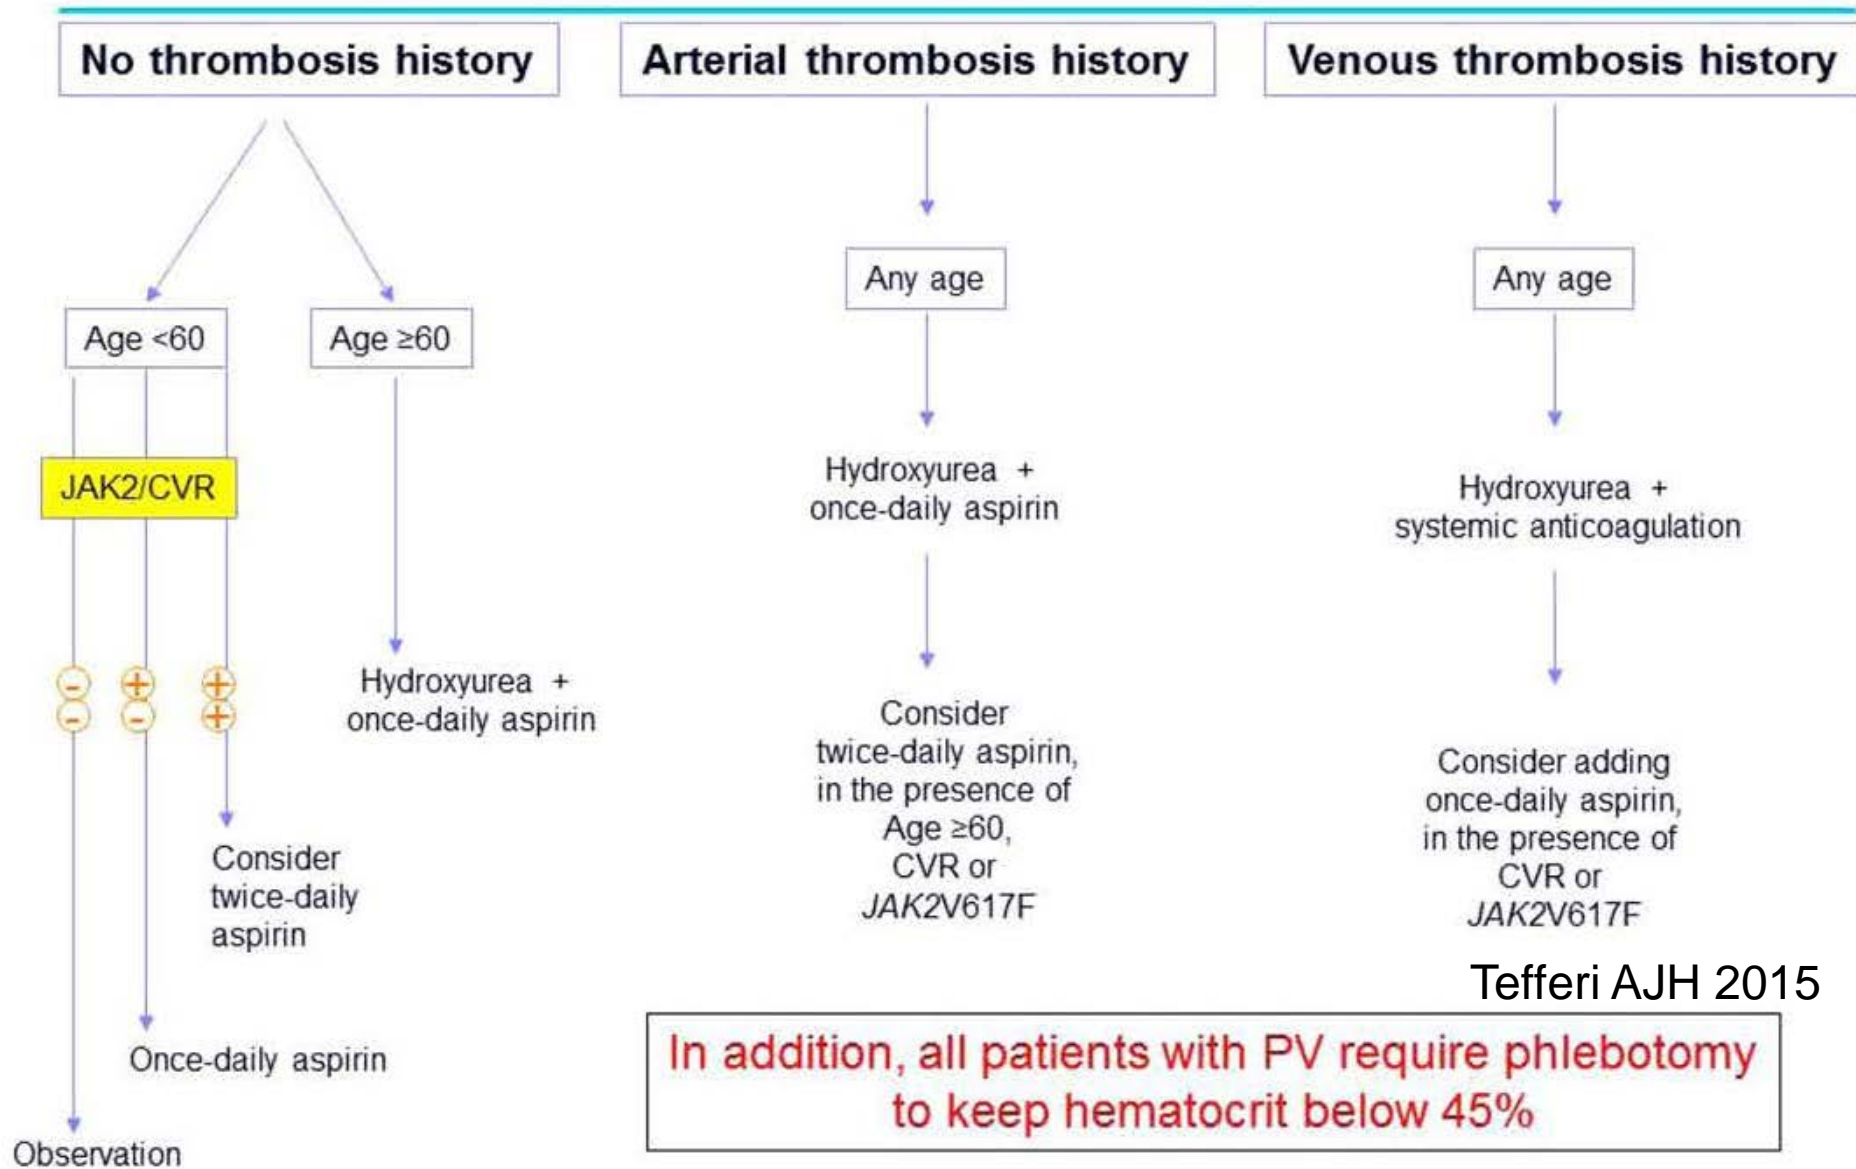 No thrombosis history
Age <60
JAK2/CVR
-
-
+
-
+
+
Consider
twice-daily
aspirin
Once-daily aspirin
Observation
Age ≥60
Hydroxyurea +
once-daily aspirin
Arterial thrombosis history
Any age
Hydroxyurea +
once-daily aspirin
Consider
twice-daily aspirin,
in the presence of
Age ≥60,
CVR or
JAK2V617F
Venous thrombosis history
Any age
Hydroxyurea +
systemic anticoagulation
Consider adding
once-daily aspirin,
in the presence of
CVR or
JAK2V617F
Tefferi AJH 2015
In addition, all patients with PV require phlebotomy
to keep hematocrit below 45%